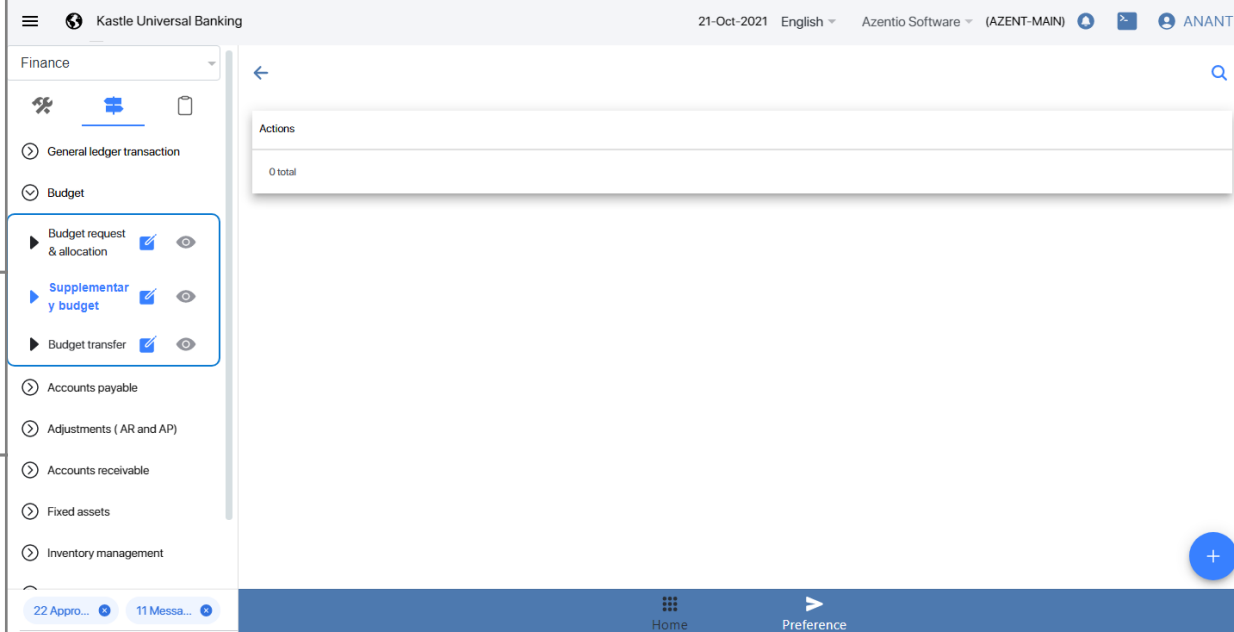 Kastle Universal Banking
21-Oct-2021 English Azentio Software (AZENT-MAIN) ANANT
Finance
Actions
0 total
General ledger transaction
Budget
Budget request
& allocation
Supplementar
y budget
Budget transfer
Accounts payable
Adjustments ( AR and AP)
Accounts receivable
Fixed assets
Inventory management
22 Appro...
11 Messa...
Home
Preference